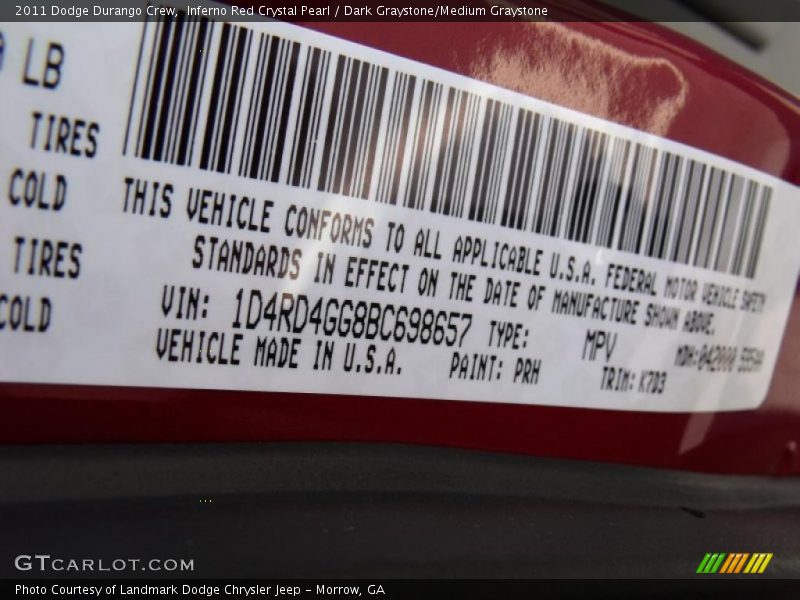 2011 Dodge Durango Crew, Inferno Red Crystal Pearl / Dark Graystone/Medium Graystone
LB
TIRES
COLD
TIRES
COLD
THIS VEHICLE CONFORMS TO ALL APPLICABLE U.S.A. FEDERAL MOTOR VEHICLE SAFETY
STANDARDS IN EFFECT ON THE DATE OF MANUFACTURE SHOWN ABOVE.
VIN: 1D4RD4GG8BC698657 TYPE: MPV
VEHICLE MADE IN U.S.A. PAINT: PRH TRIM: K7D3
MDH: 042000
GTCARLOT.COM
Photo Courtesy of Landmark Dodge Chrysler Jeep - Morrow, GA